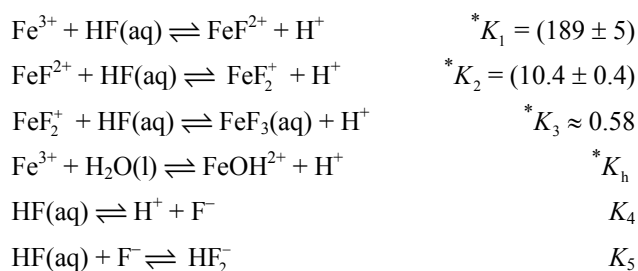 Fe³⁺ + HF(aq) ⇌ FeF²⁺ + H⁺ *K₁ = (189 ± 5)
FeF²⁺ + HF(aq) ⇌ FeF₂⁺ + H⁺ *K₂ = (10.4 ± 0.4)
FeF₂⁺ + HF(aq) ⇌ FeF₃(aq) + H⁺ *K₃ ≈ 0.58
Fe³⁺ + H₂O(l) ⇌ FeOH²⁺ + H⁺ *Kₕ
HF(aq) ⇌ H⁺ + F⁻ K₄
HF(aq) + F⁻ ⇌ HF₂⁻ K₅